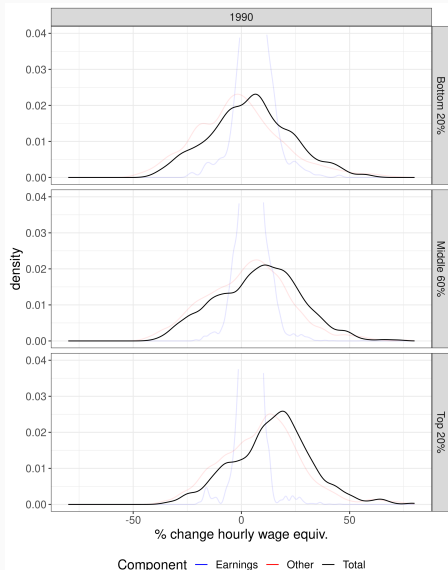 1990
0.04
0.03
0.02
0.01
0.00
Bottom 20%
0.04
0.03
0.02
0.01
0.00
Middle 60%
0.04
0.03
0.02
0.01
0.00
Top 20%
density
-50 0 50
% change hourly wage equiv.
Component Earnings Other Total